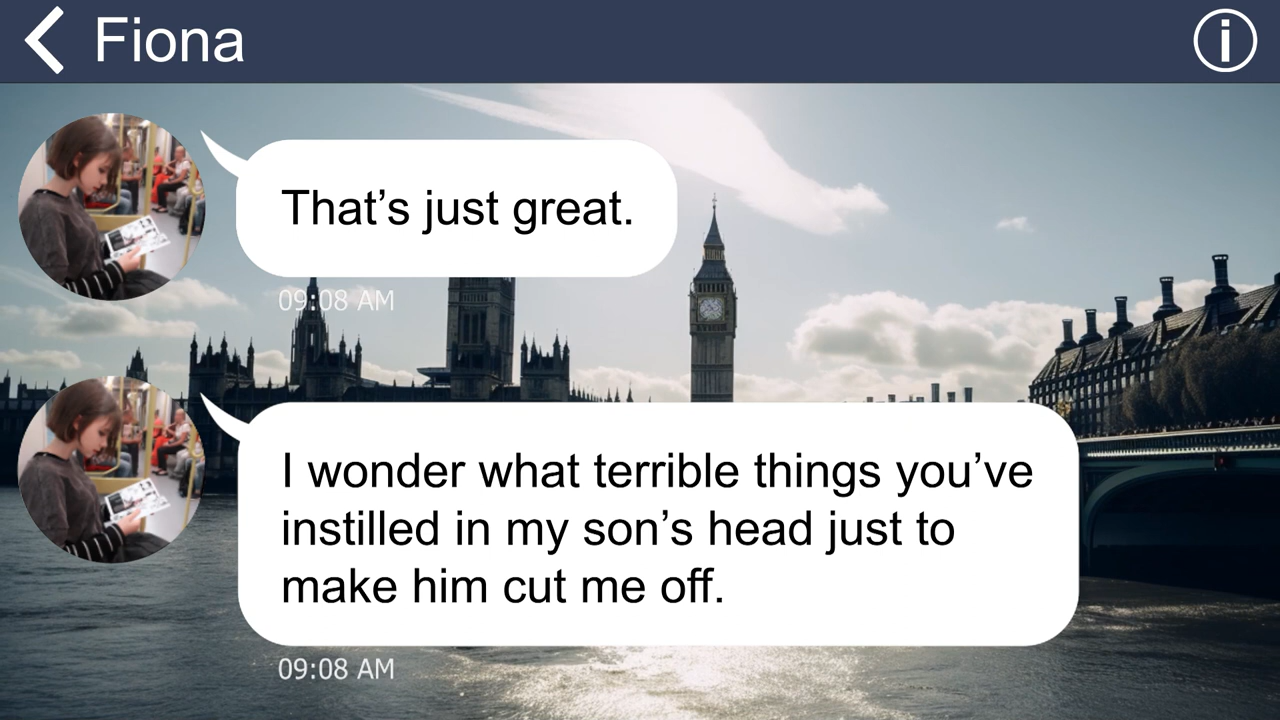 Fiona
That’s just great.
09:08 AM
I wonder what terrible things you’ve
instilled in my son’s head just to
make him cut me off.
09:08 AM